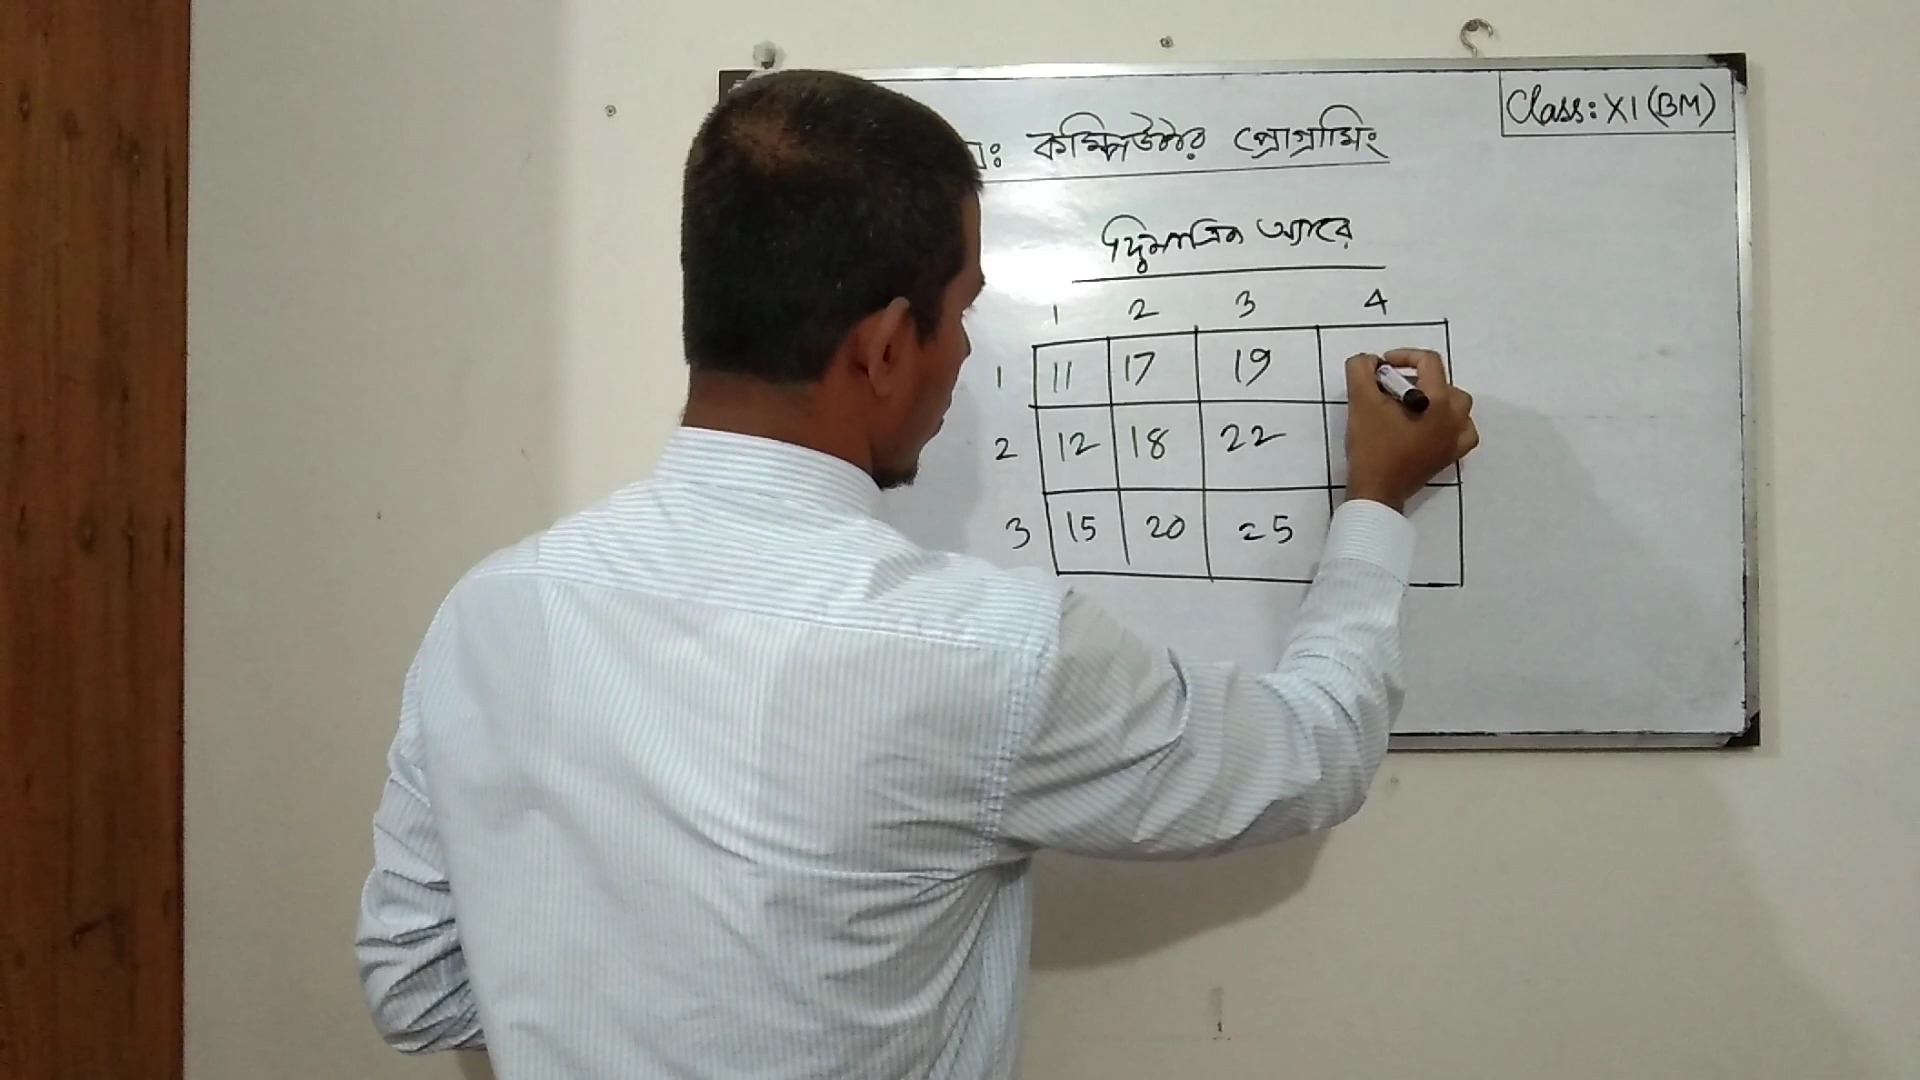 Class: XI (BM)
কম্পিউটার প্রোগ্রামিং
দ্বিমাত্রিক অ্যারে
1 2 3 4
1 11 17 19
2 12 18 22
3 15 20 25